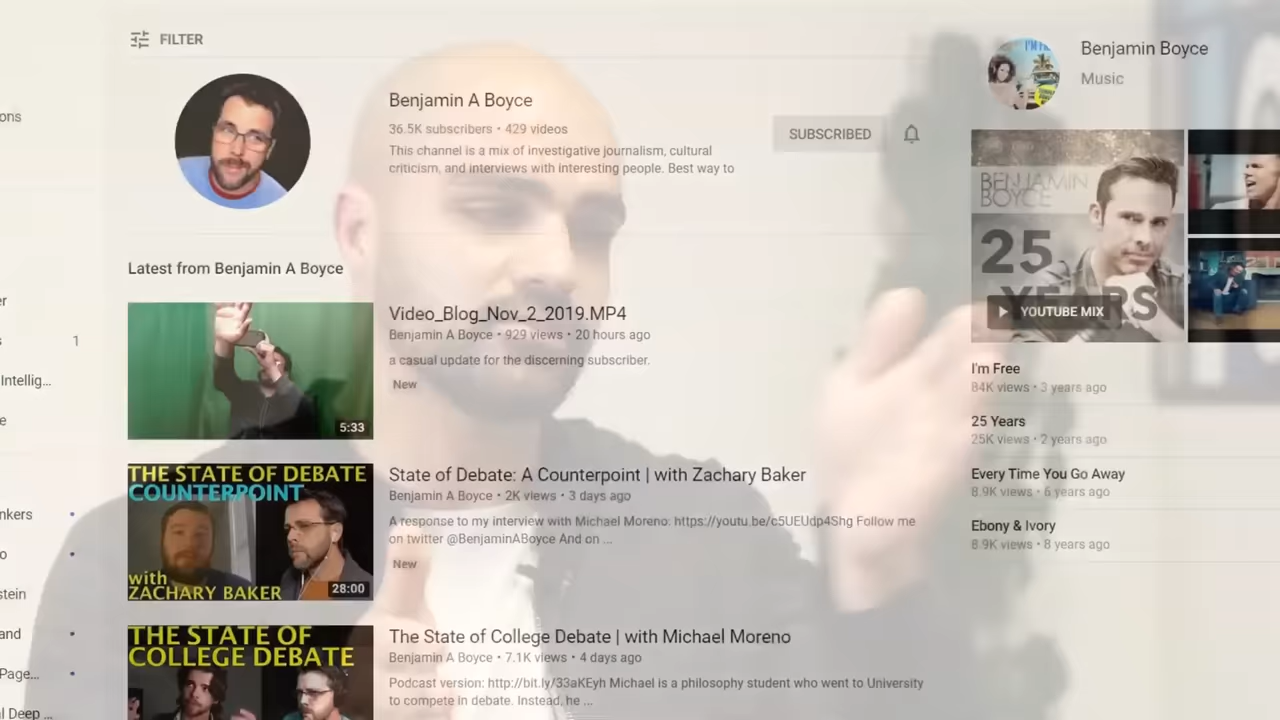 FILTER
ons
Benjamin A Boyce
36.5K subscribers • 429 videos
This channel is a mix of investigative journalism, cultural
criticism, and interviews with interesting people. Best way to
SUBSCRIBED
Latest from Benjamin A Boyce
er
s 1
Intellig...
e
nkers
o
stein
and
Page...
l Deep ...
5:33
Video_Blog_Nov_2_2019.MP4
Benjamin A Boyce • 929 views • 20 hours ago
a casual update for the discerning subscriber.
New
THE STATE OF DEBATE
COUNTERPOINT
with
ZACHARY BAKER
28:00
State of Debate: A Counterpoint | with Zachary Baker
Benjamin A Boyce • 2K views • 3 days ago
A response to my interview with Michael Moreno: https://youtu.be/c5UEUdp4Shg Follow me
on twitter @BenjaminABoyce And on ...
New
THE STATE OF
COLLEGE DEBATE
The State of College Debate | with Michael Moreno
Benjamin A Boyce • 7.1K views • 4 days ago
Podcast version: http://bit.ly/33aKEyh Michael is a philosophy student who went to University
to compete in debate. Instead, he ...
Benjamin Boyce
Music
I'M FREE
BENJAMIN
BOYCE
25
YEARS
YOUTUBE MIX
I'm Free
84K views • 3 years ago
25 Years
25K views • 2 years ago
Every Time You Go Away
8.9K views • 6 years ago
Ebony & Ivory
8.9K views • 8 years ago